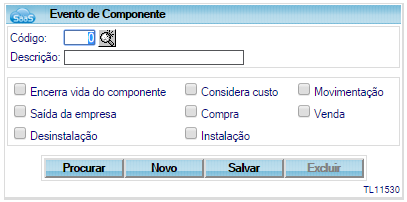 SaaS Evento de Componente
Código: 0
Descrição:
Encerra vida do componente Considera custo Movimentação
Saída da empresa Compra Venda
Desinstalação Instalação
Procurar Novo Salvar Excluir
TL11530